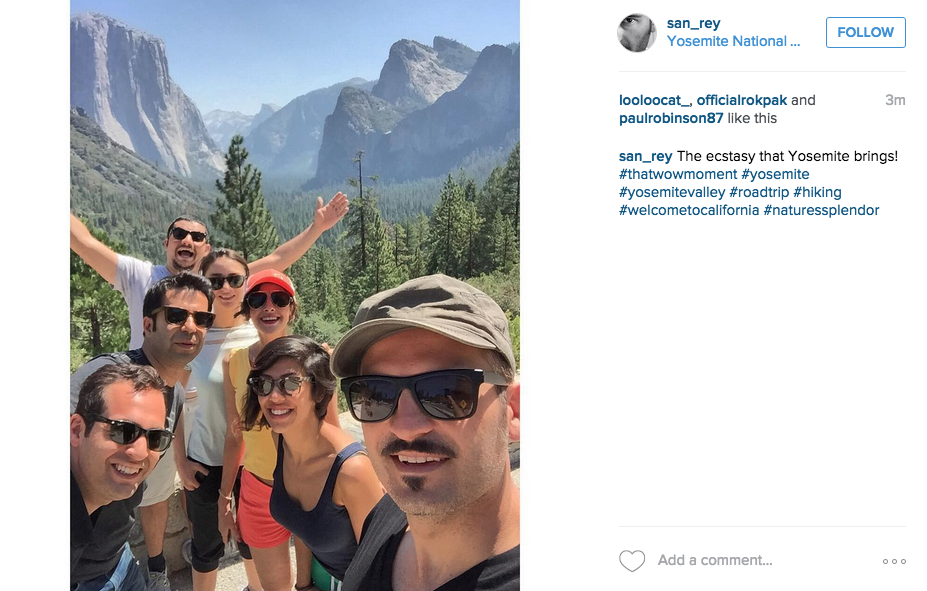 san_rey
Yosemite National ...
FOLLOW
looloocat_, officialrokpak and
3m
paulrobinson87 like this
san_rey The ecstasy that Yosemite brings!
#thatwowmoment #yosemite
#yosemitevalley #roadtrip #hiking
#welcometocalifornia #naturessplendor
Add a comment...